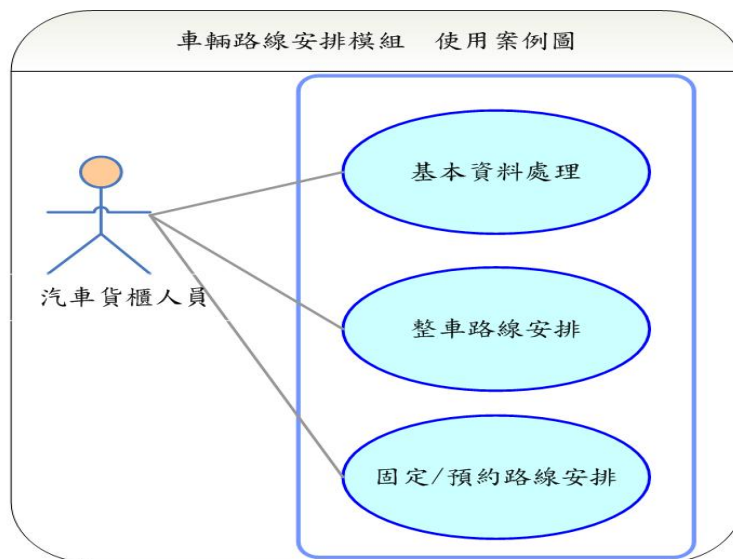 車輛路線安排模組 使用案例圖
基本資料處理
汽車貨櫃人員
整車路線安排
固定/預約路線安排